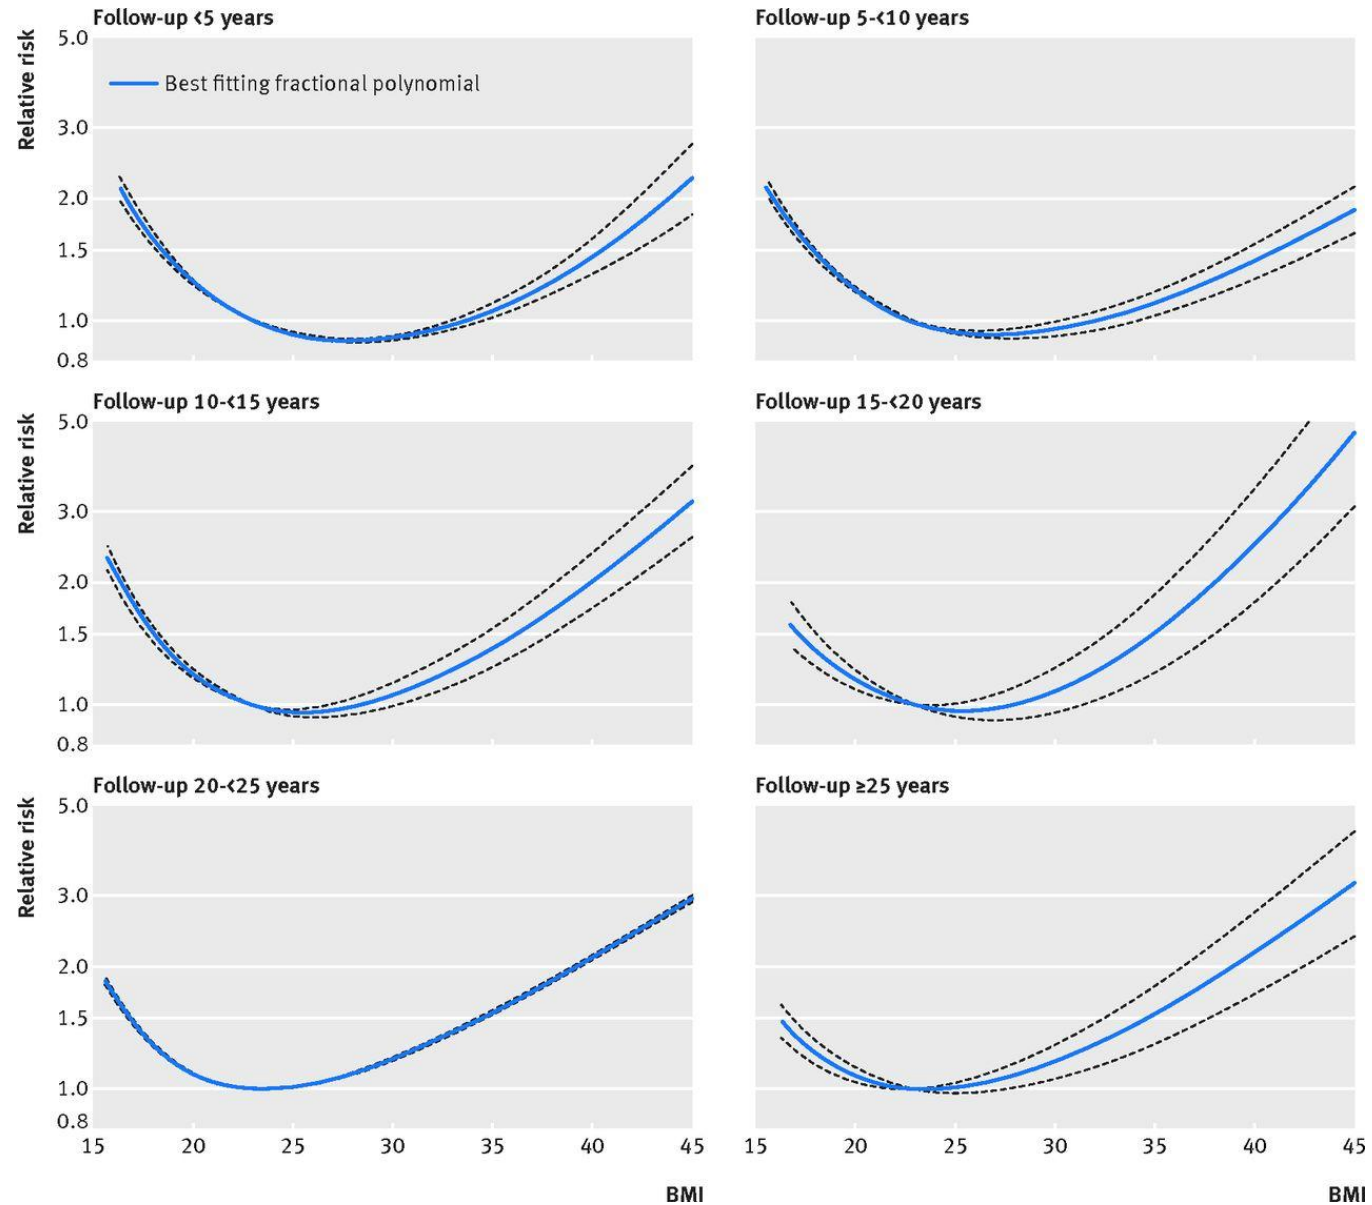 Follow-up <5 years
Follow-up 5-<10 years
Relative risk
5.0
3.0
2.0
1.5
1.0
0.8
Best fitting fractional polynomial
Follow-up 10-<15 years
Follow-up 15-<20 years
Relative risk
5.0
3.0
2.0
1.5
1.0
0.8
Follow-up 20-<25 years
Follow-up ≥25 years
Relative risk
5.0
3.0
2.0
1.5
1.0
0.8
15 20 25 30 35 40 45
15 20 25 30 35 40 45
BMI
BMI